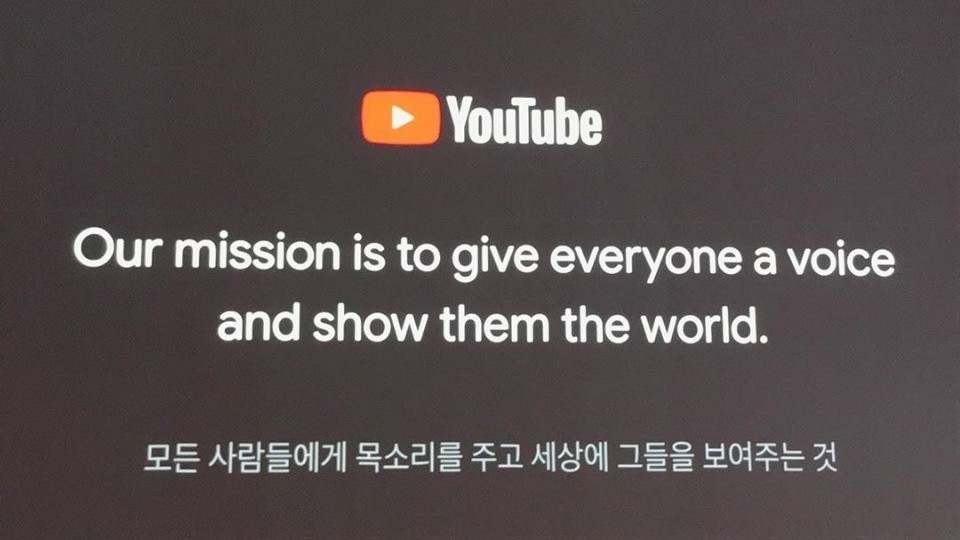 YouTube
Our mission is to give everyone a voice
and show them the world.
모든 사람들에게 목소리를 주고 세상에 그들을 보여주는 것